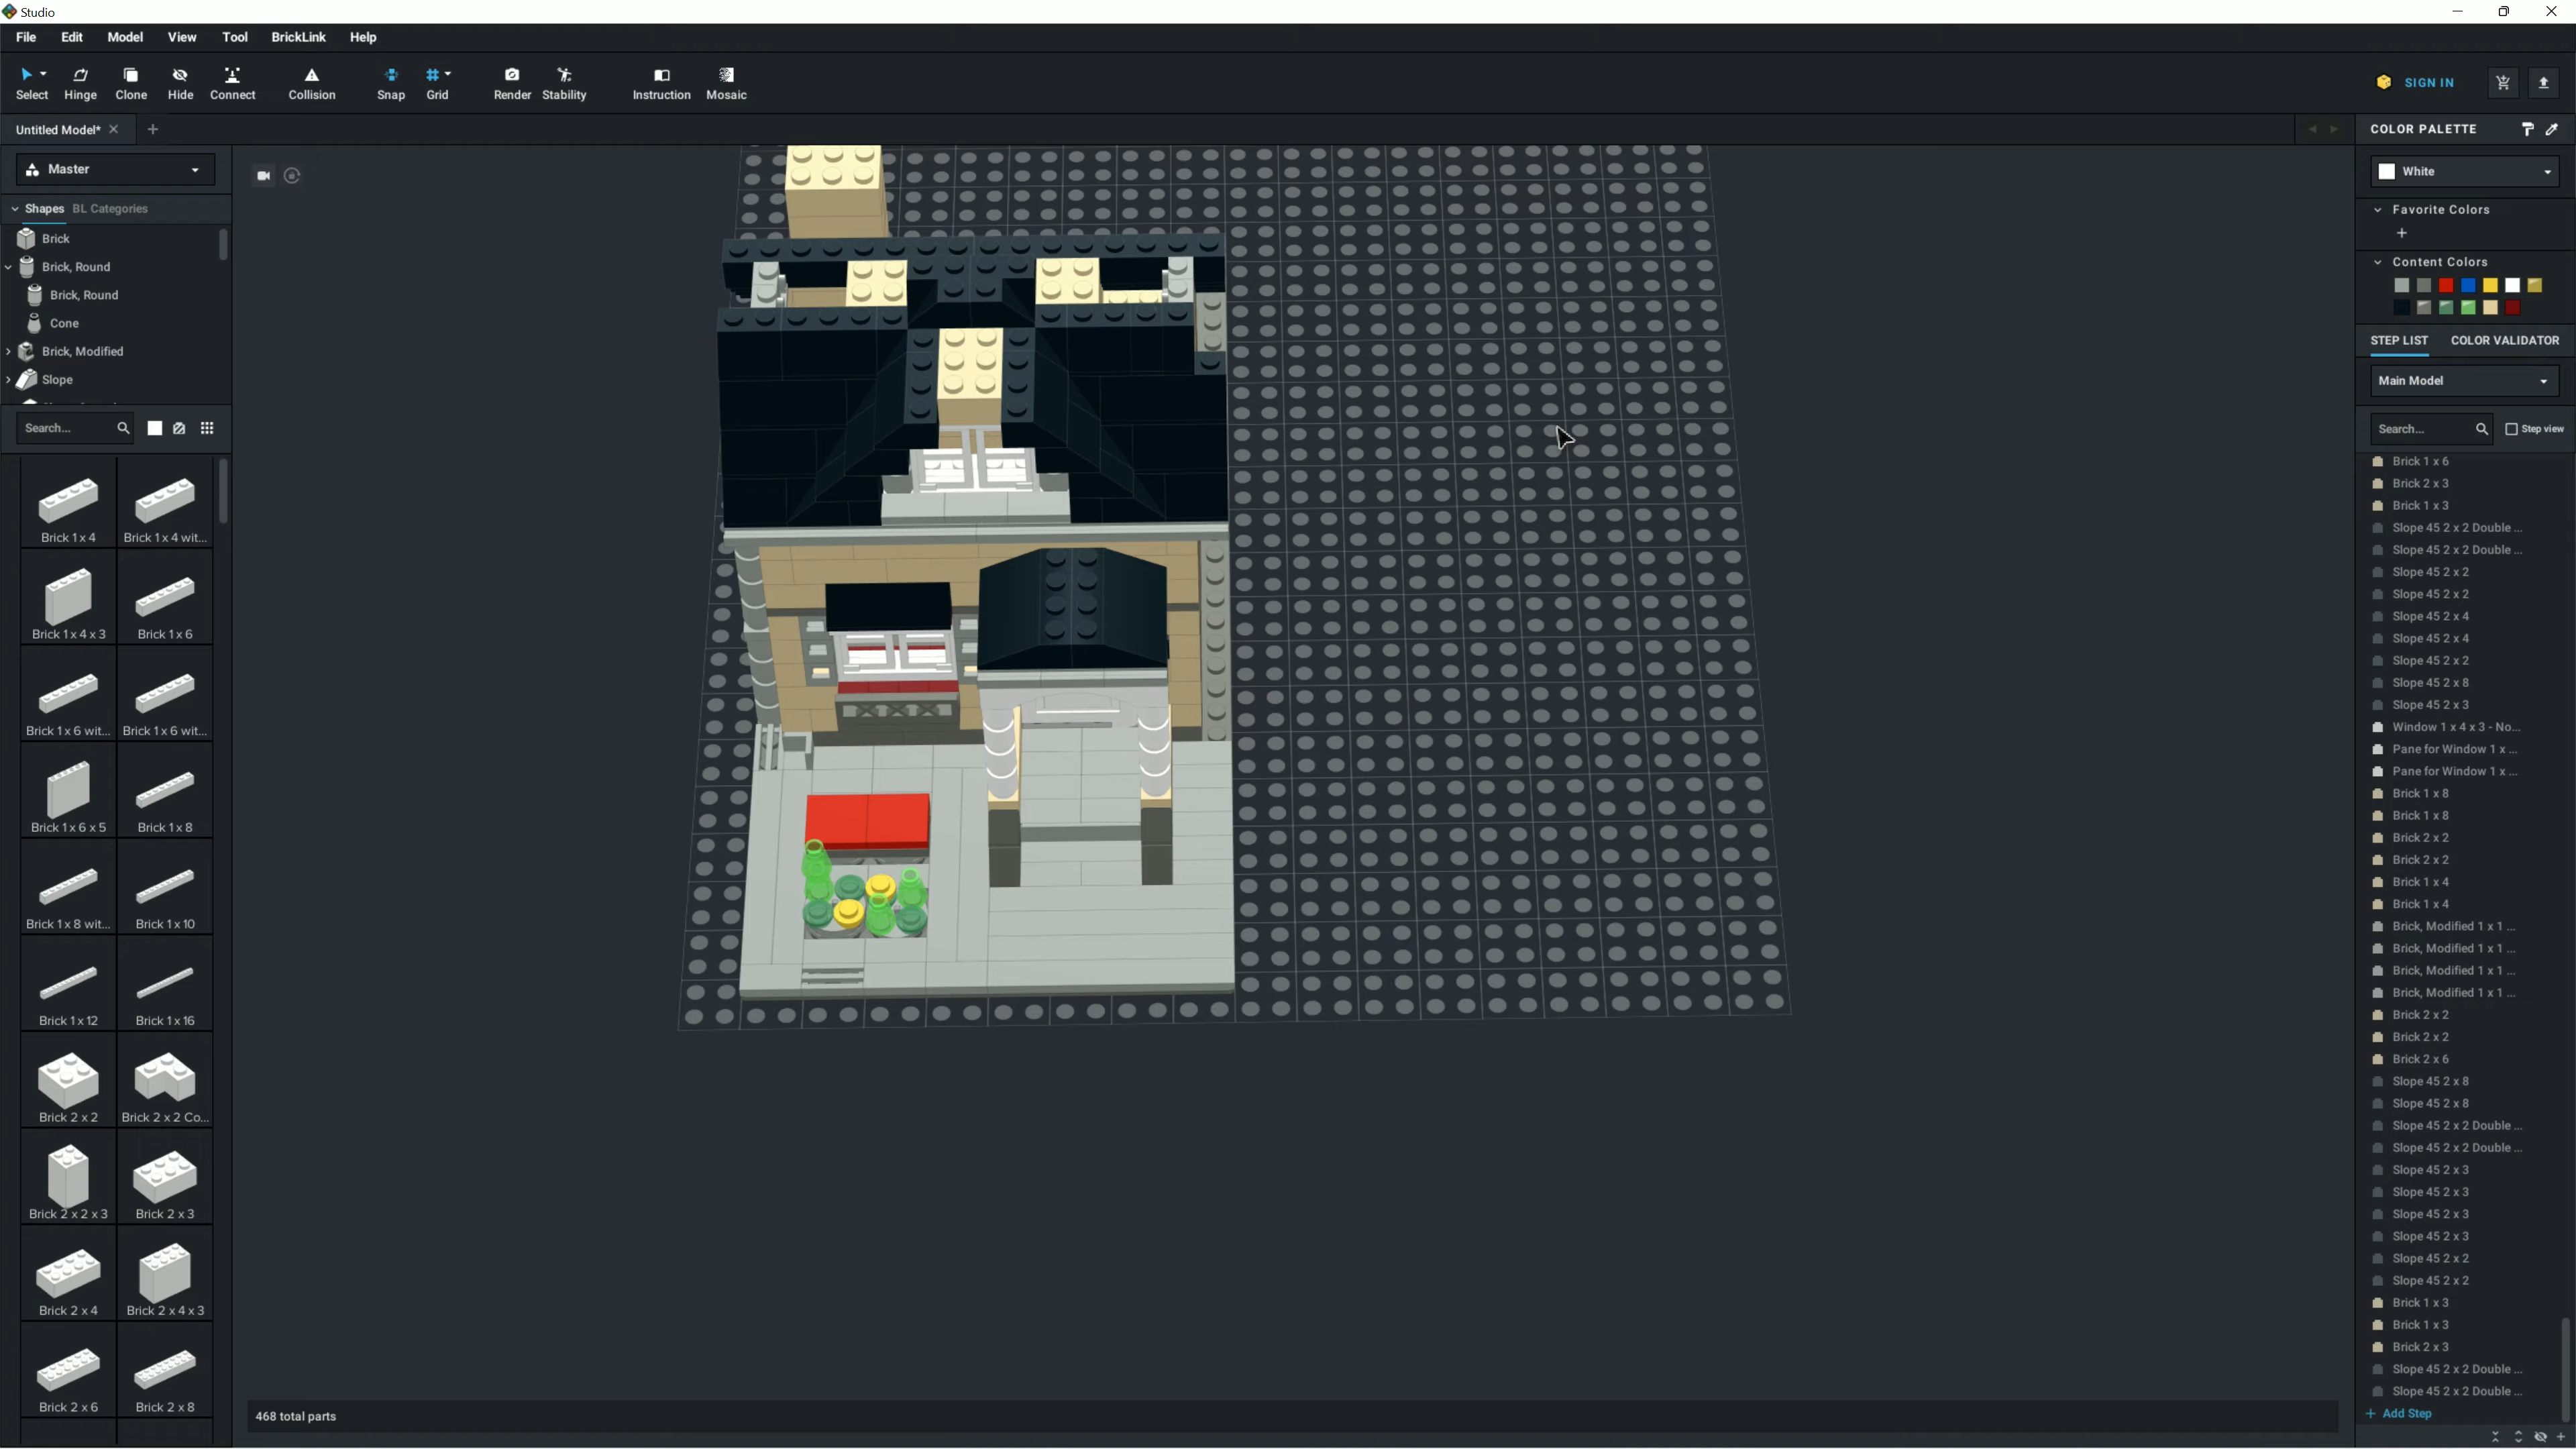 Studio
File Edit Model View Tool BrickLink Help
Select Hinge Clone Hide Connect Collision Snap Grid Render Stability Instruction Mosaic
SIGN IN
Untitled Model*
Master
Shapes BL Categories
Brick
Brick, Round
Brick, Round
Cone
Brick, Modified
Slope
Search...
Brick 1 x 4 Brick 1 x 4 wit...
Brick 1 x 4 x 3 Brick 1 x 6
Brick 1 x 6 wit... Brick 1 x 6 wit...
Brick 1 x 6 x 5 Brick 1 x 8
Brick 1 x 8 wit... Brick 1 x 10
Brick 1 x 12 Brick 1 x 16
Brick 2 x 2 Brick 2 x 2 Co...
Brick 2 x 2 x 3 Brick 2 x 3
Brick 2 x 4 Brick 2 x 4 x 3
Brick 2 x 6 Brick 2 x 8
468 total parts
COLOR PALETTE
White
Favorite Colors
+
Content Colors
STEP LIST COLOR VALIDATOR
Main Model
Search... Step view
Brick 1 x 6
Brick 2 x 3
Brick 1 x 3
Slope 45 2 x 2 Double ...
Slope 45 2 x 2 Double ...
Slope 45 2 x 2
Slope 45 2 x 2
Slope 45 2 x 4
Slope 45 2 x 4
Slope 45 2 x 2
Slope 45 2 x 8
Slope 45 2 x 3
Window 1 x 4 x 3 - No...
Pane for Window 1 x ...
Pane for Window 1 x ...
Brick 1 x 8
Brick 1 x 8
Brick 2 x 2
Brick 2 x 2
Brick 1 x 4
Brick 1 x 4
Brick, Modified 1 x 1 ...
Brick, Modified 1 x 1 ...
Brick, Modified 1 x 1 ...
Brick, Modified 1 x 1 ...
Brick 2 x 2
Brick 2 x 2
Brick 2 x 6
Slope 45 2 x 8
Slope 45 2 x 8
Slope 45 2 x 2 Double ...
Slope 45 2 x 2 Double ...
Slope 45 2 x 3
Slope 45 2 x 3
Slope 45 2 x 3
Slope 45 2 x 3
Slope 45 2 x 2
Slope 45 2 x 2
Brick 1 x 3
Brick 1 x 3
Brick 2 x 3
Slope 45 2 x 2 Double ...
Slope 45 2 x 2 Double ...
+ Add Step